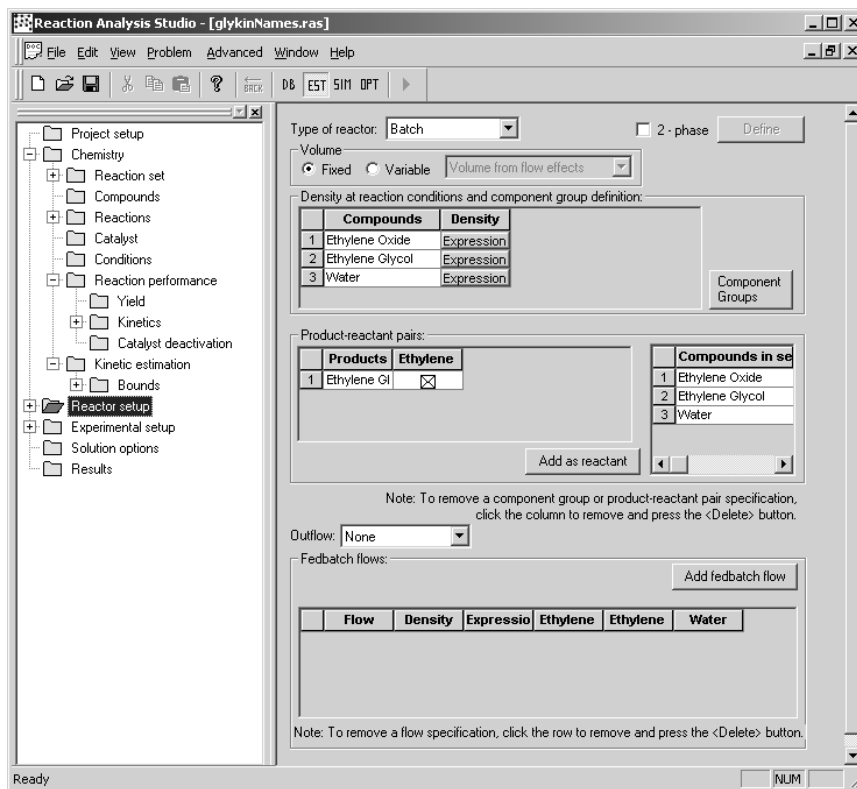 Reaction Analysis Studio - [glykinNames.ras]
File Edit View Problem Advanced Window Help
BACK DB EST SIM OPT
Project setup
Chemistry
Reaction set
Compounds
Reactions
Catalyst
Conditions
Reaction performance
Yield
Kinetics
Catalyst deactivation
Kinetic estimation
Bounds
Reactor setup
Experimental setup
Solution options
Results
Type of reactor: Batch
2 - phase Define
Volume
Fixed Variable Volume from flow effects
Density at reaction conditions and component group definition:
Compounds Density
1 Ethylene Oxide Expression
2 Ethylene Glycol Expression
3 Water Expression
Component
Groups
Product-reactant pairs:
Products Ethylene
1 Ethylene Gl
Compounds in se
1 Ethylene Oxide
2 Ethylene Glycol
3 Water
Add as reactant
Note: To remove a component group or product-reactant pair specification,
click the column to remove and press the <Delete> button.
Outflow: None
Fedbatch flows:
Add fedbatch flow
Flow Density Expressio Ethylene Ethylene Water
Note: To remove a flow specification, click the row to remove and press the <Delete> button.
Ready NUM